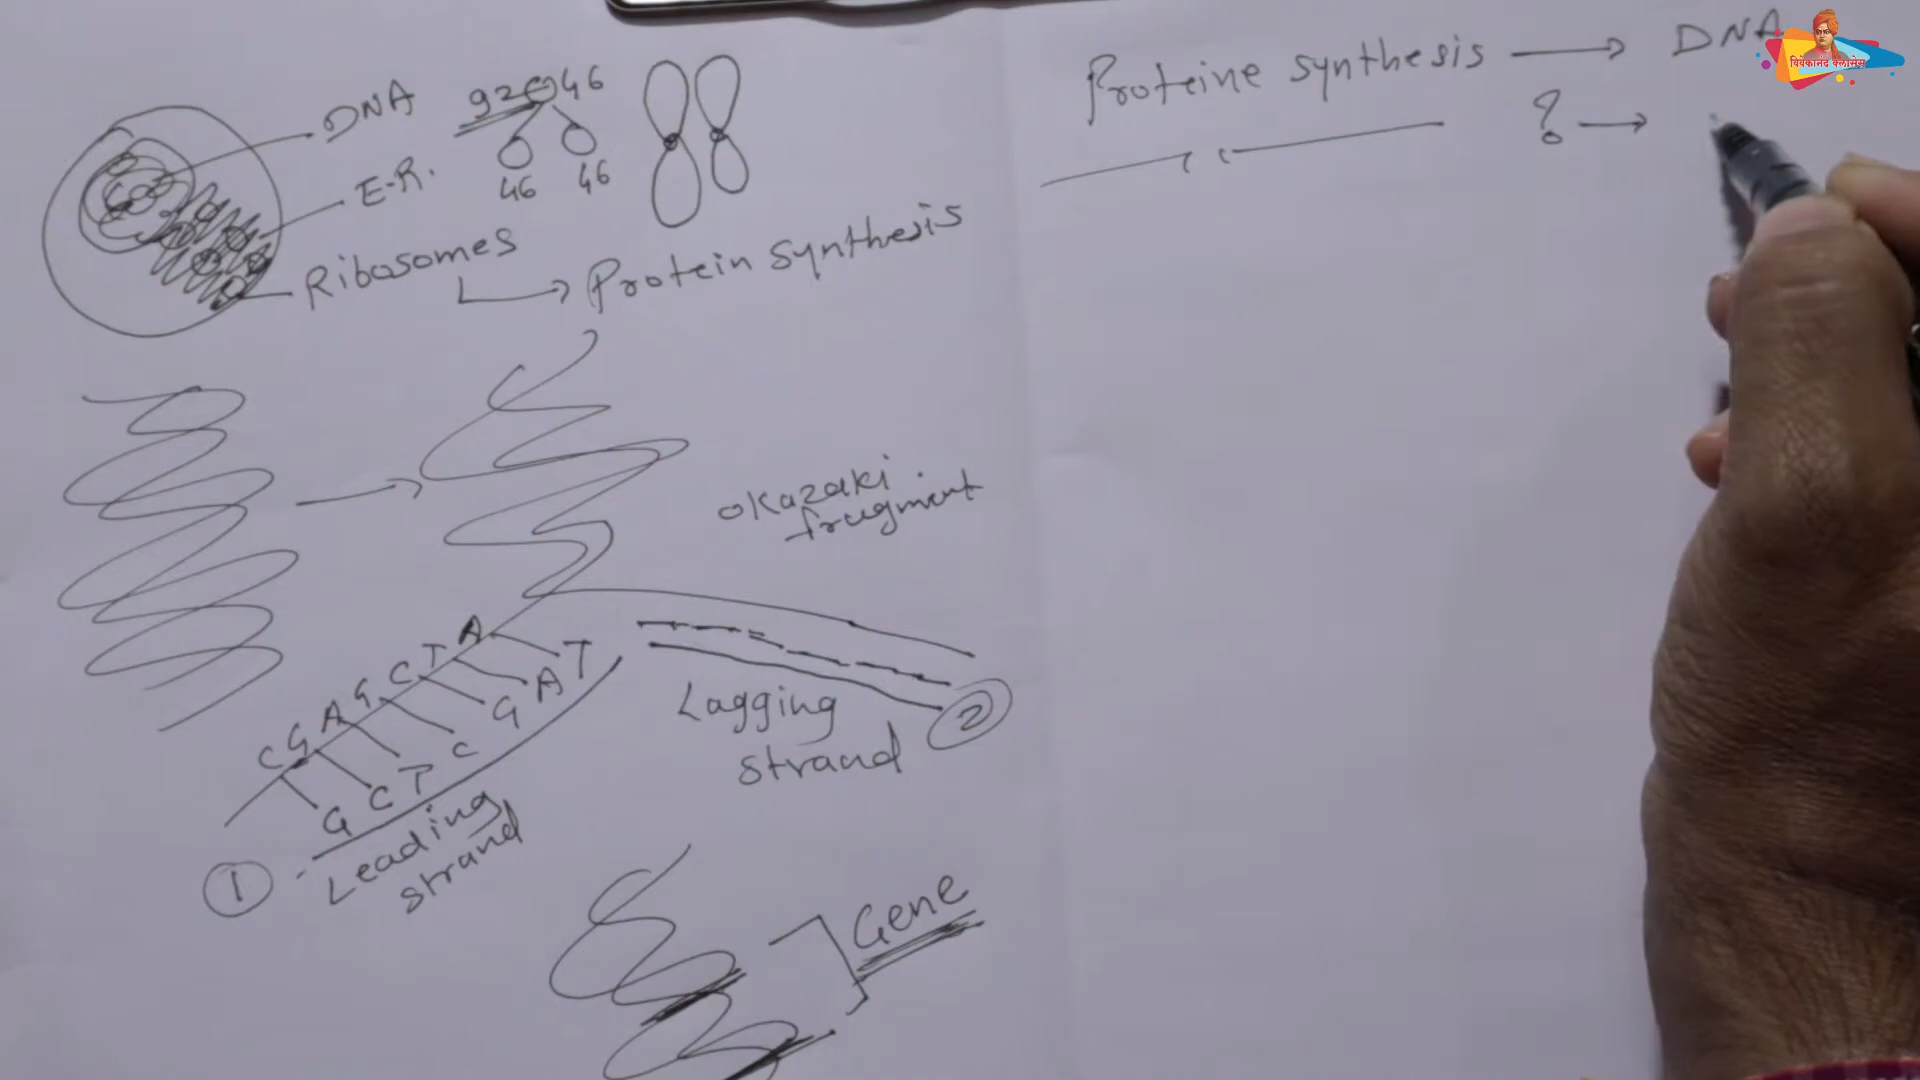 DNA
E-R.
Ribosomes
Protein synthesis
92 46
46 46
Okazaki
fragment
C G A G C T A
G C T C G A T
① Leading
strand
Lagging
strand ②
Gene
Proteine synthesis → DNA
? →
विवेकानंद क्लासेस